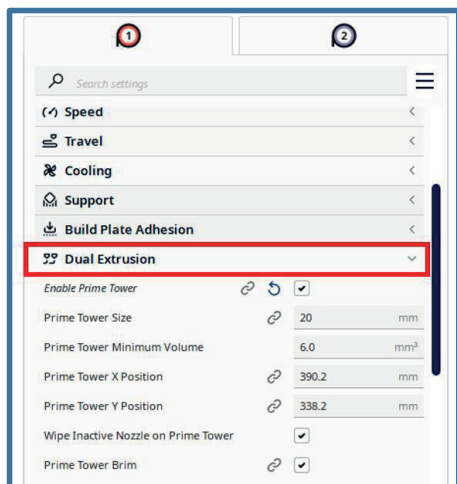 1 2
Search settings
Speed
Travel
Cooling
Support
Build Plate Adhesion
Dual Extrusion
Enable Prime Tower
Prime Tower Size 20 mm
Prime Tower Minimum Volume 6.0 mm³
Prime Tower X Position 390.2 mm
Prime Tower Y Position 338.2 mm
Wipe Inactive Nozzle on Prime Tower
Prime Tower Brim